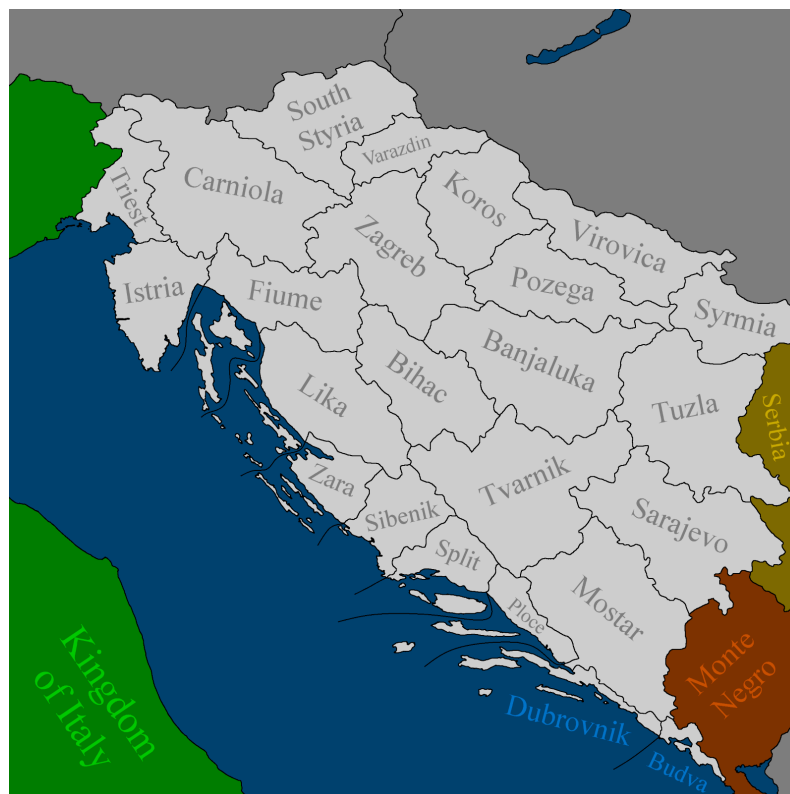 South
Styria
Varazdin
Carniola
Koros
Triest
Zagreb
Virovica
Istria
Fiume
Pozega
Syrmia
Banjaluka
Bihac
Lika
Tuzla
Serbia
Zara
Tvarnik
Sibenik
Sarajevo
Split
Ploce
Mostar
Kingdom
of Italy
Monte
Negro
Dubrovnik
Budva